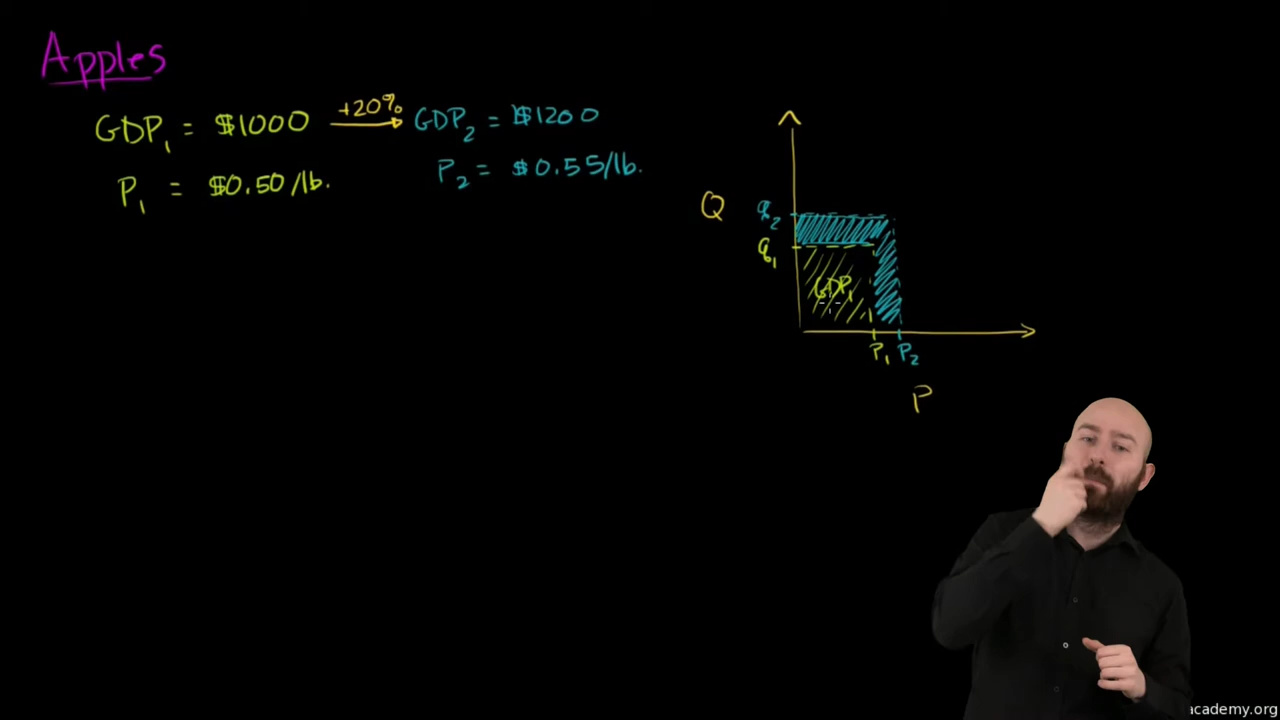 Apples
GDP₁ = $1000 +20% GDP₂ = $1200
P₁ = $0.50/lb. P₂ = $0.55/lb.
Q
q₂
q₁
GDP₁
P₁ P₂
P
academy.org